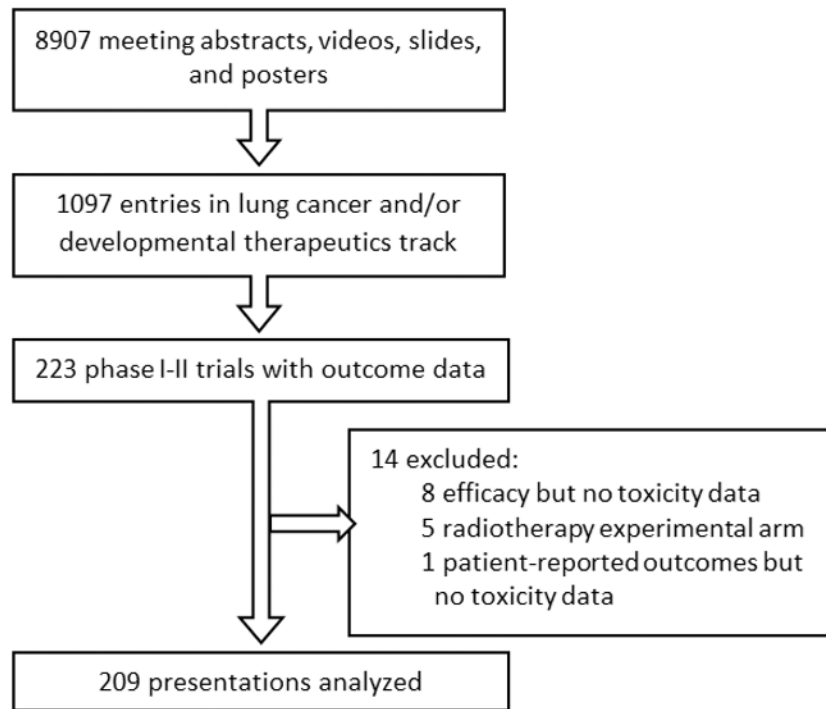 8907 meeting abstracts, videos, slides,
and posters
1097 entries in lung cancer and/or
developmental therapeutics track
223 phase I-II trials with outcome data
14 excluded:
8 efficacy but no toxicity data
5 radiotherapy experimental arm
1 patient-reported outcomes but
no toxicity data
209 presentations analyzed